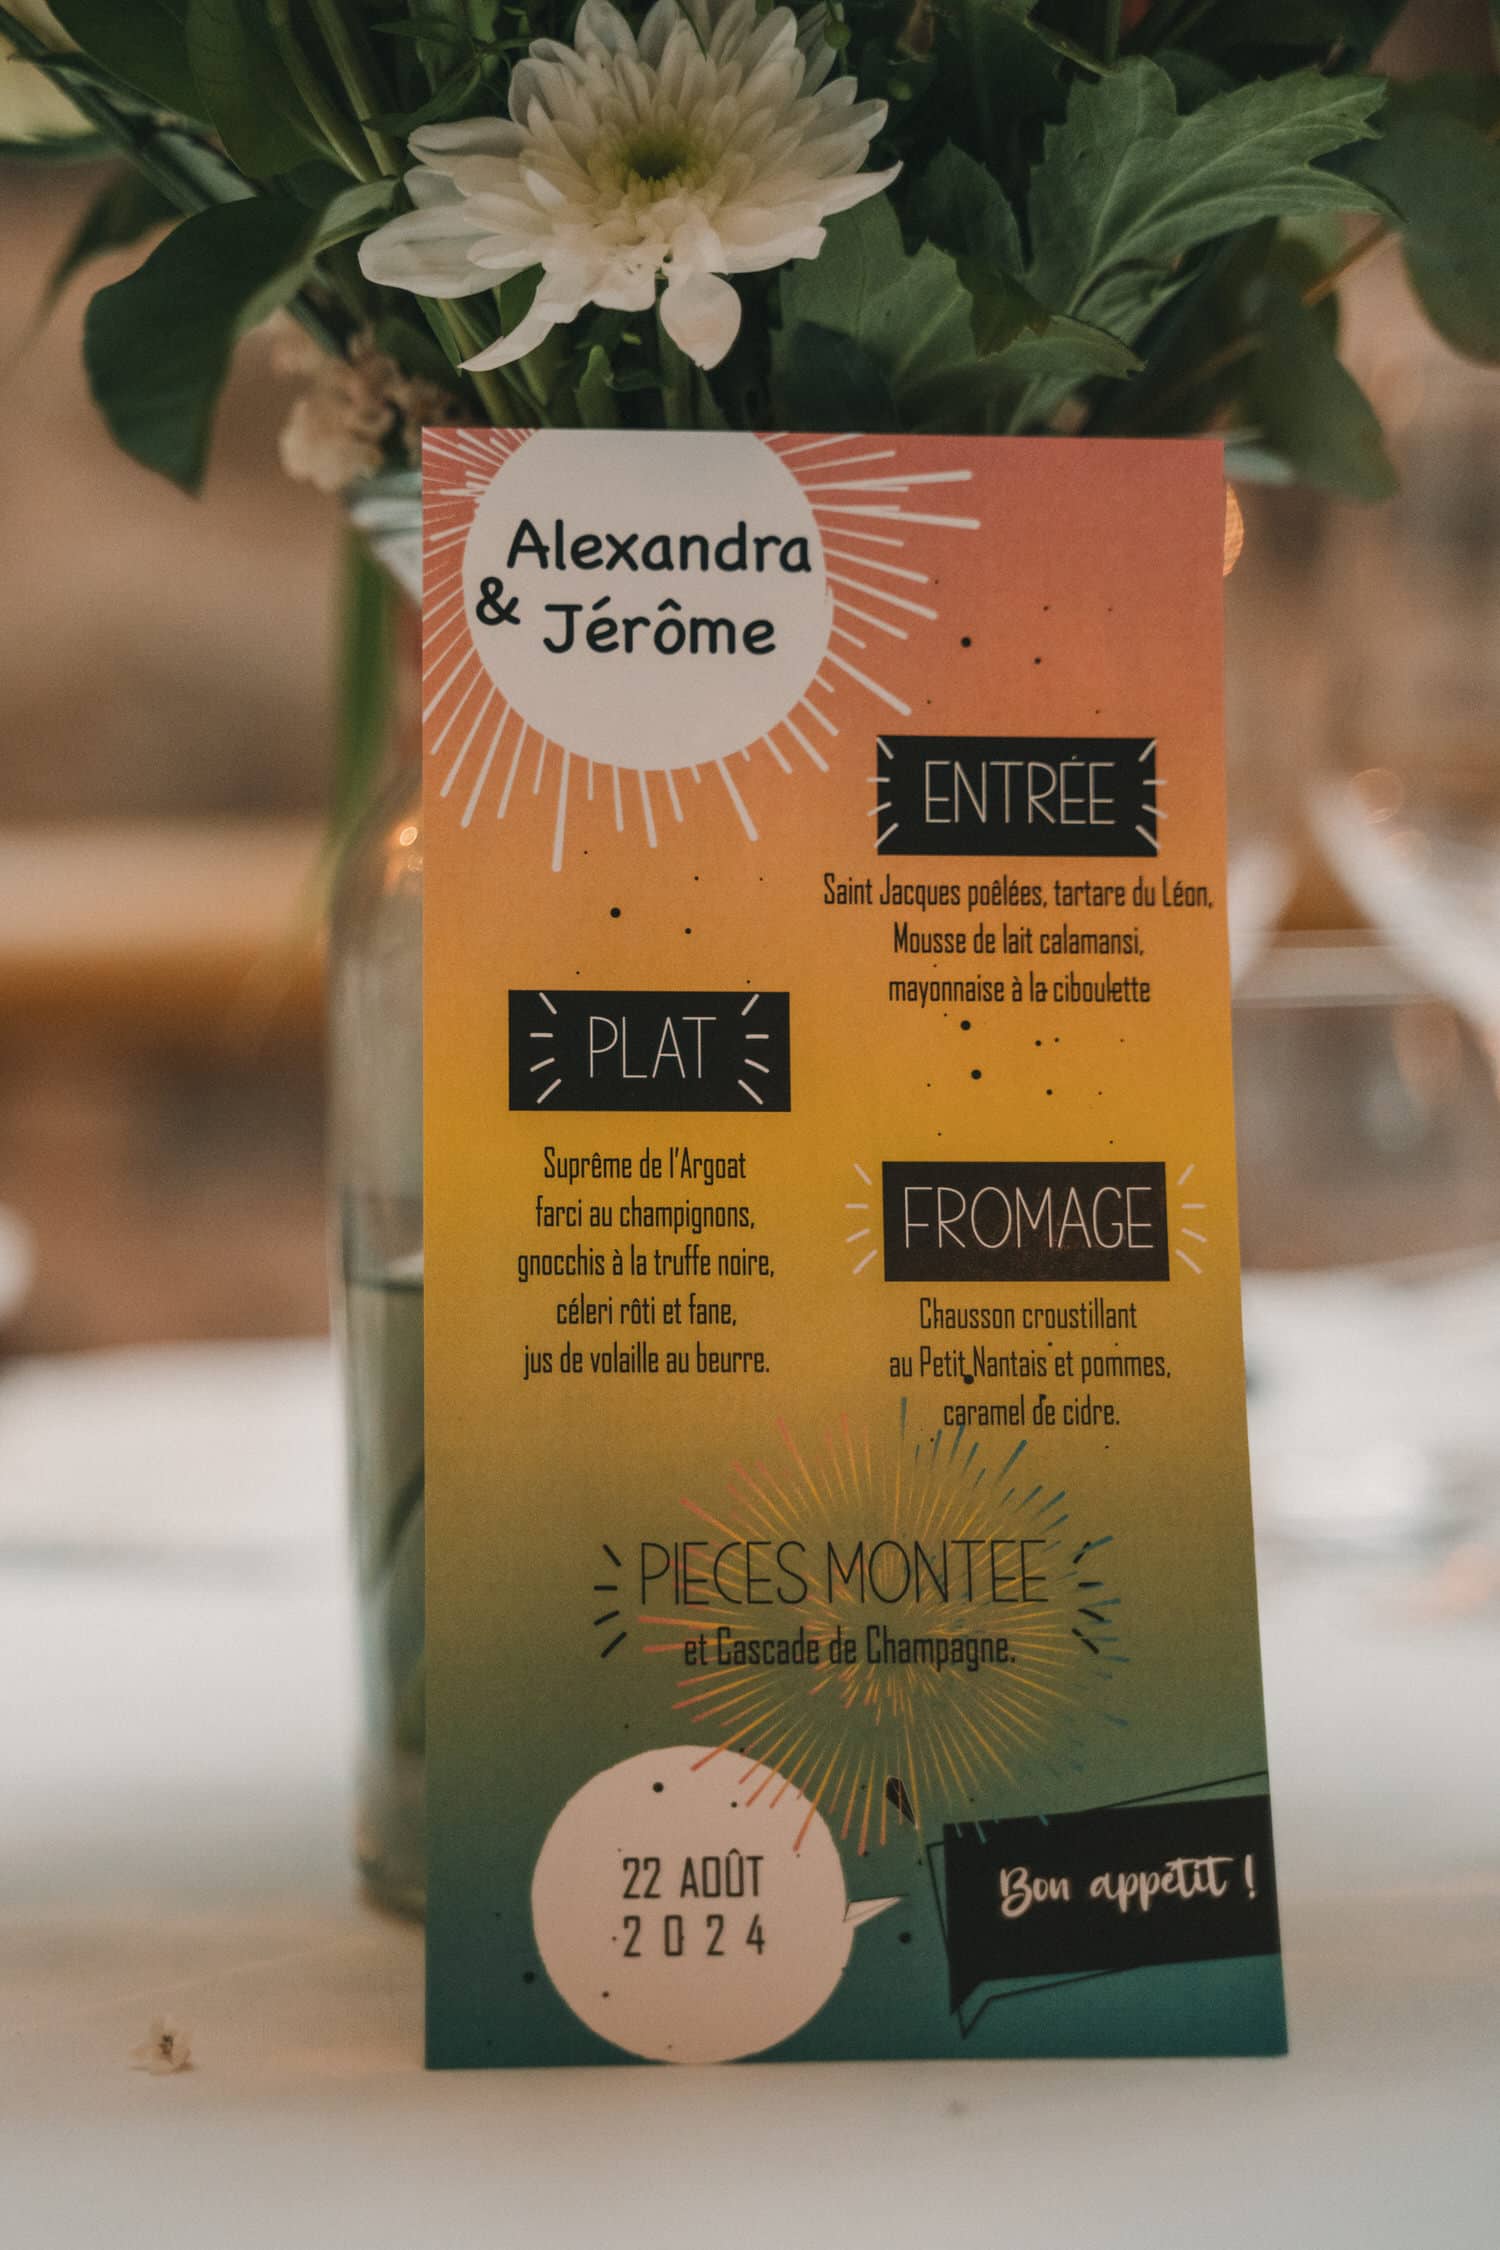 Alexandra
& Jérôme
ENTRÉE
Saint Jacques poêlées, tartare du Léon,
Mousse de lait calamansi,
mayonnaise à la ciboulette
PLAT
Suprême de l'Argoat
farci au champignons,
gnocchis à la truffe noire,
céleri rôti et fane,
jus de volaille au beurre.
FROMAGE
Chausson croustillant
au Petit Nantais et pommes,
caramel de cidre.
PIECES MONTEE
et Cascade de Champagne.
22 AOÛT
2024
Bon appétit !